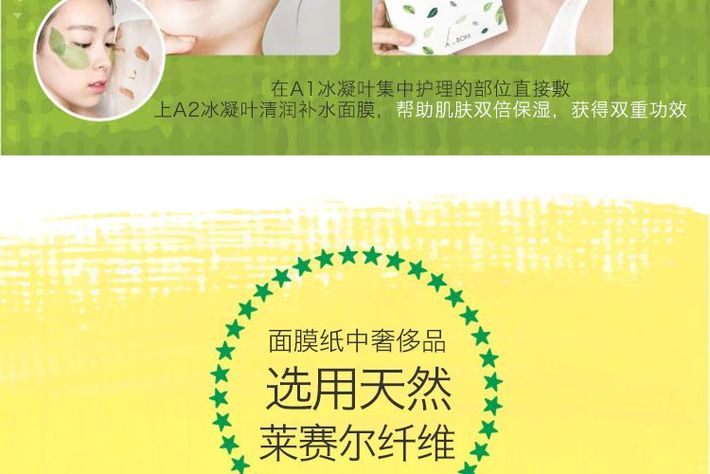 A. by BOM
在A1冰凝叶集中护理的部位直接敷
上A2冰凝叶清润补水面膜，帮助肌肤双倍保湿，获得双重功效
面膜纸中奢侈品
选用天然
莱赛尔纤维